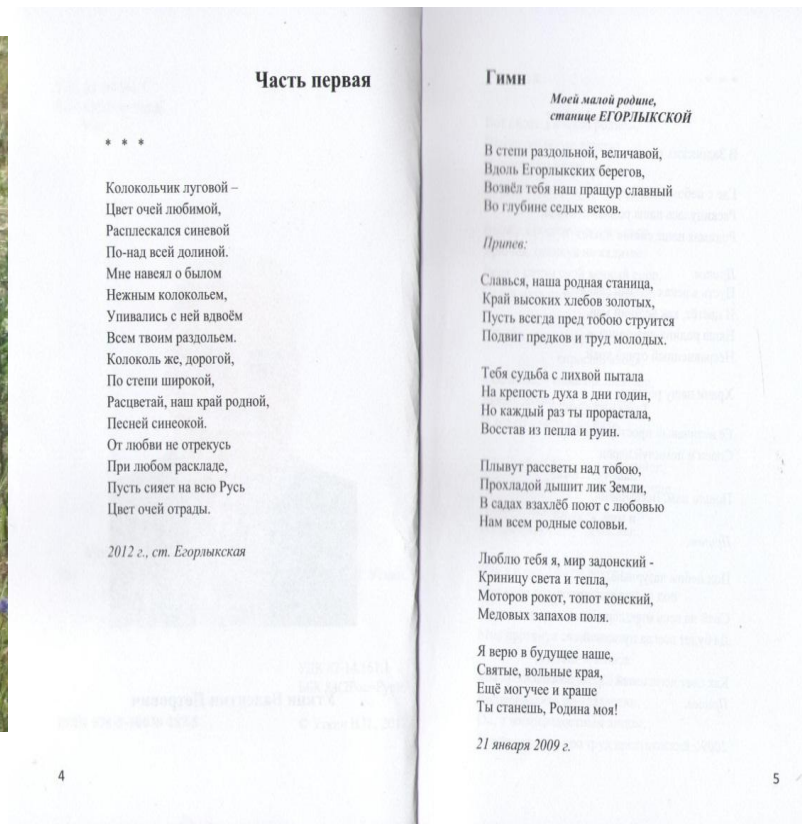 Часть первая
* * *
Колокольчик луговой –
Цвет очей любимой,
Расплескался синевой
По-над всей долиной.
Мне навеял о былом
Нежным колокольем,
Упивались с ней вдвоём
Всем твоим раздольем.
Колоколь же, дорогой,
По степи широкой,
Расцветай, наш край родной,
Песней синеокой.
От любви не отрекусь
При любом раскладе,
Пусть сияет на всю Русь
Цвет очей отрады.
2012 г., ст. Егорлыкская
4
Гимн
Моей малой родине,
станице ЕГОРЛЫКСКОЙ
В степи раздольной, величавой,
Вдоль Егорлыкских берегов,
Возвёл тебя наш пращур славный
Во глубине седых веков.
Припев:
Славься, наша родная станица,
Край высоких хлебов золотых,
Пусть всегда пред тобою струится
Подвиг предков и труд молодых.
Тебя судьба с лихвой пытала
На крепость духа в дни годин,
Но каждый раз ты прорастала,
Восстав из пепла и руин.
Плывут рассветы над тобою,
Прохладой дышит лик Земли,
В садах взахлёб поют с любовью
Нам всем родные соловьи.
Люблю тебя я, мир задонский -
Криницу света и тепла,
Моторов рокот, топот конский,
Медовых запахов поля.
Я верю в будущее наше,
Святые, вольные края,
Ещё могучее и краше
Ты станешь, Родина моя!
21 января 2009 г.
5